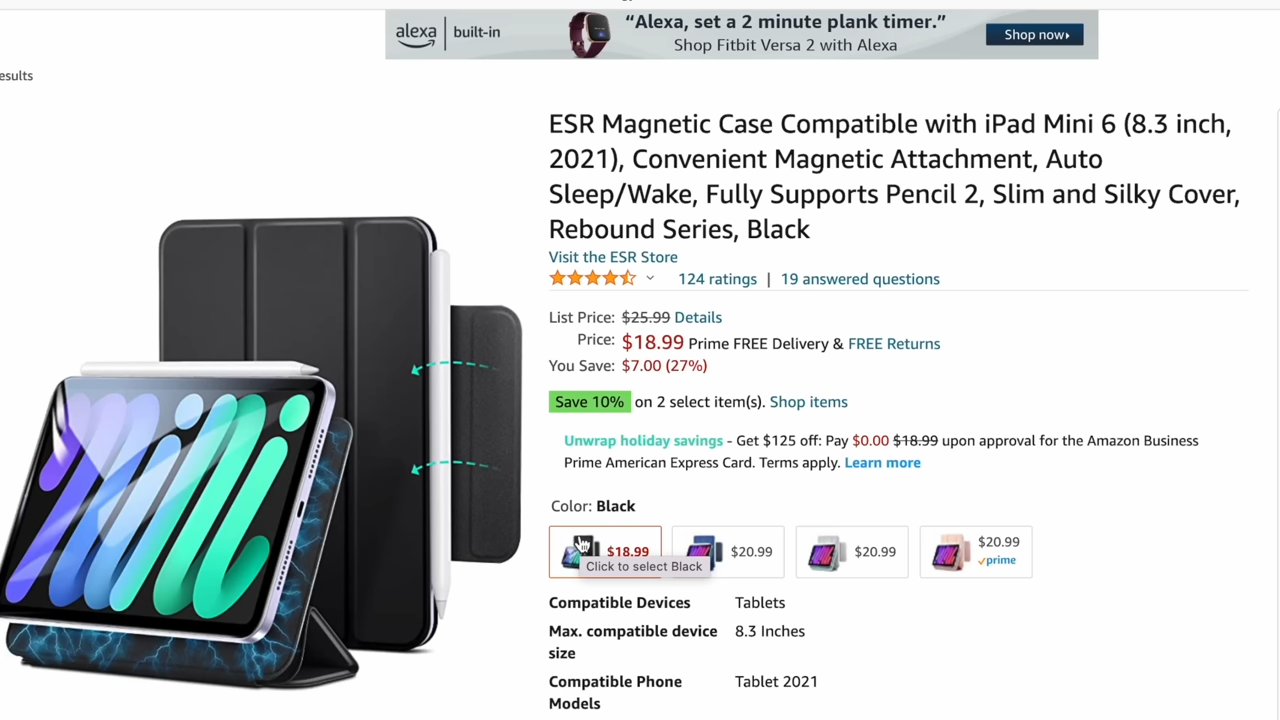 alexa built-in
“Alexa, set a 2 minute plank timer.”
Shop Fitbit Versa 2 with Alexa
Shop now
esults
ESR Magnetic Case Compatible with iPad Mini 6 (8.3 inch,
2021), Convenient Magnetic Attachment, Auto
Sleep/Wake, Fully Supports Pencil 2, Slim and Silky Cover,
Rebound Series, Black
Visit the ESR Store
124 ratings | 19 answered questions
List Price: $25.99 Details
Price: $18.99 Prime FREE Delivery & FREE Returns
You Save: $7.00 (27%)
Save 10% on 2 select item(s). Shop items
Unwrap holiday savings - Get $125 off: Pay $0.00 $18.99 upon approval for the Amazon Business
Prime American Express Card. Terms apply. Learn more
Color: Black
$18.99 $20.99 $20.99 $20.99
prime
Click to select Black
Compatible Devices Tablets
Max. compatible device 8.3 Inches
size
Compatible Phone Tablet 2021
Models